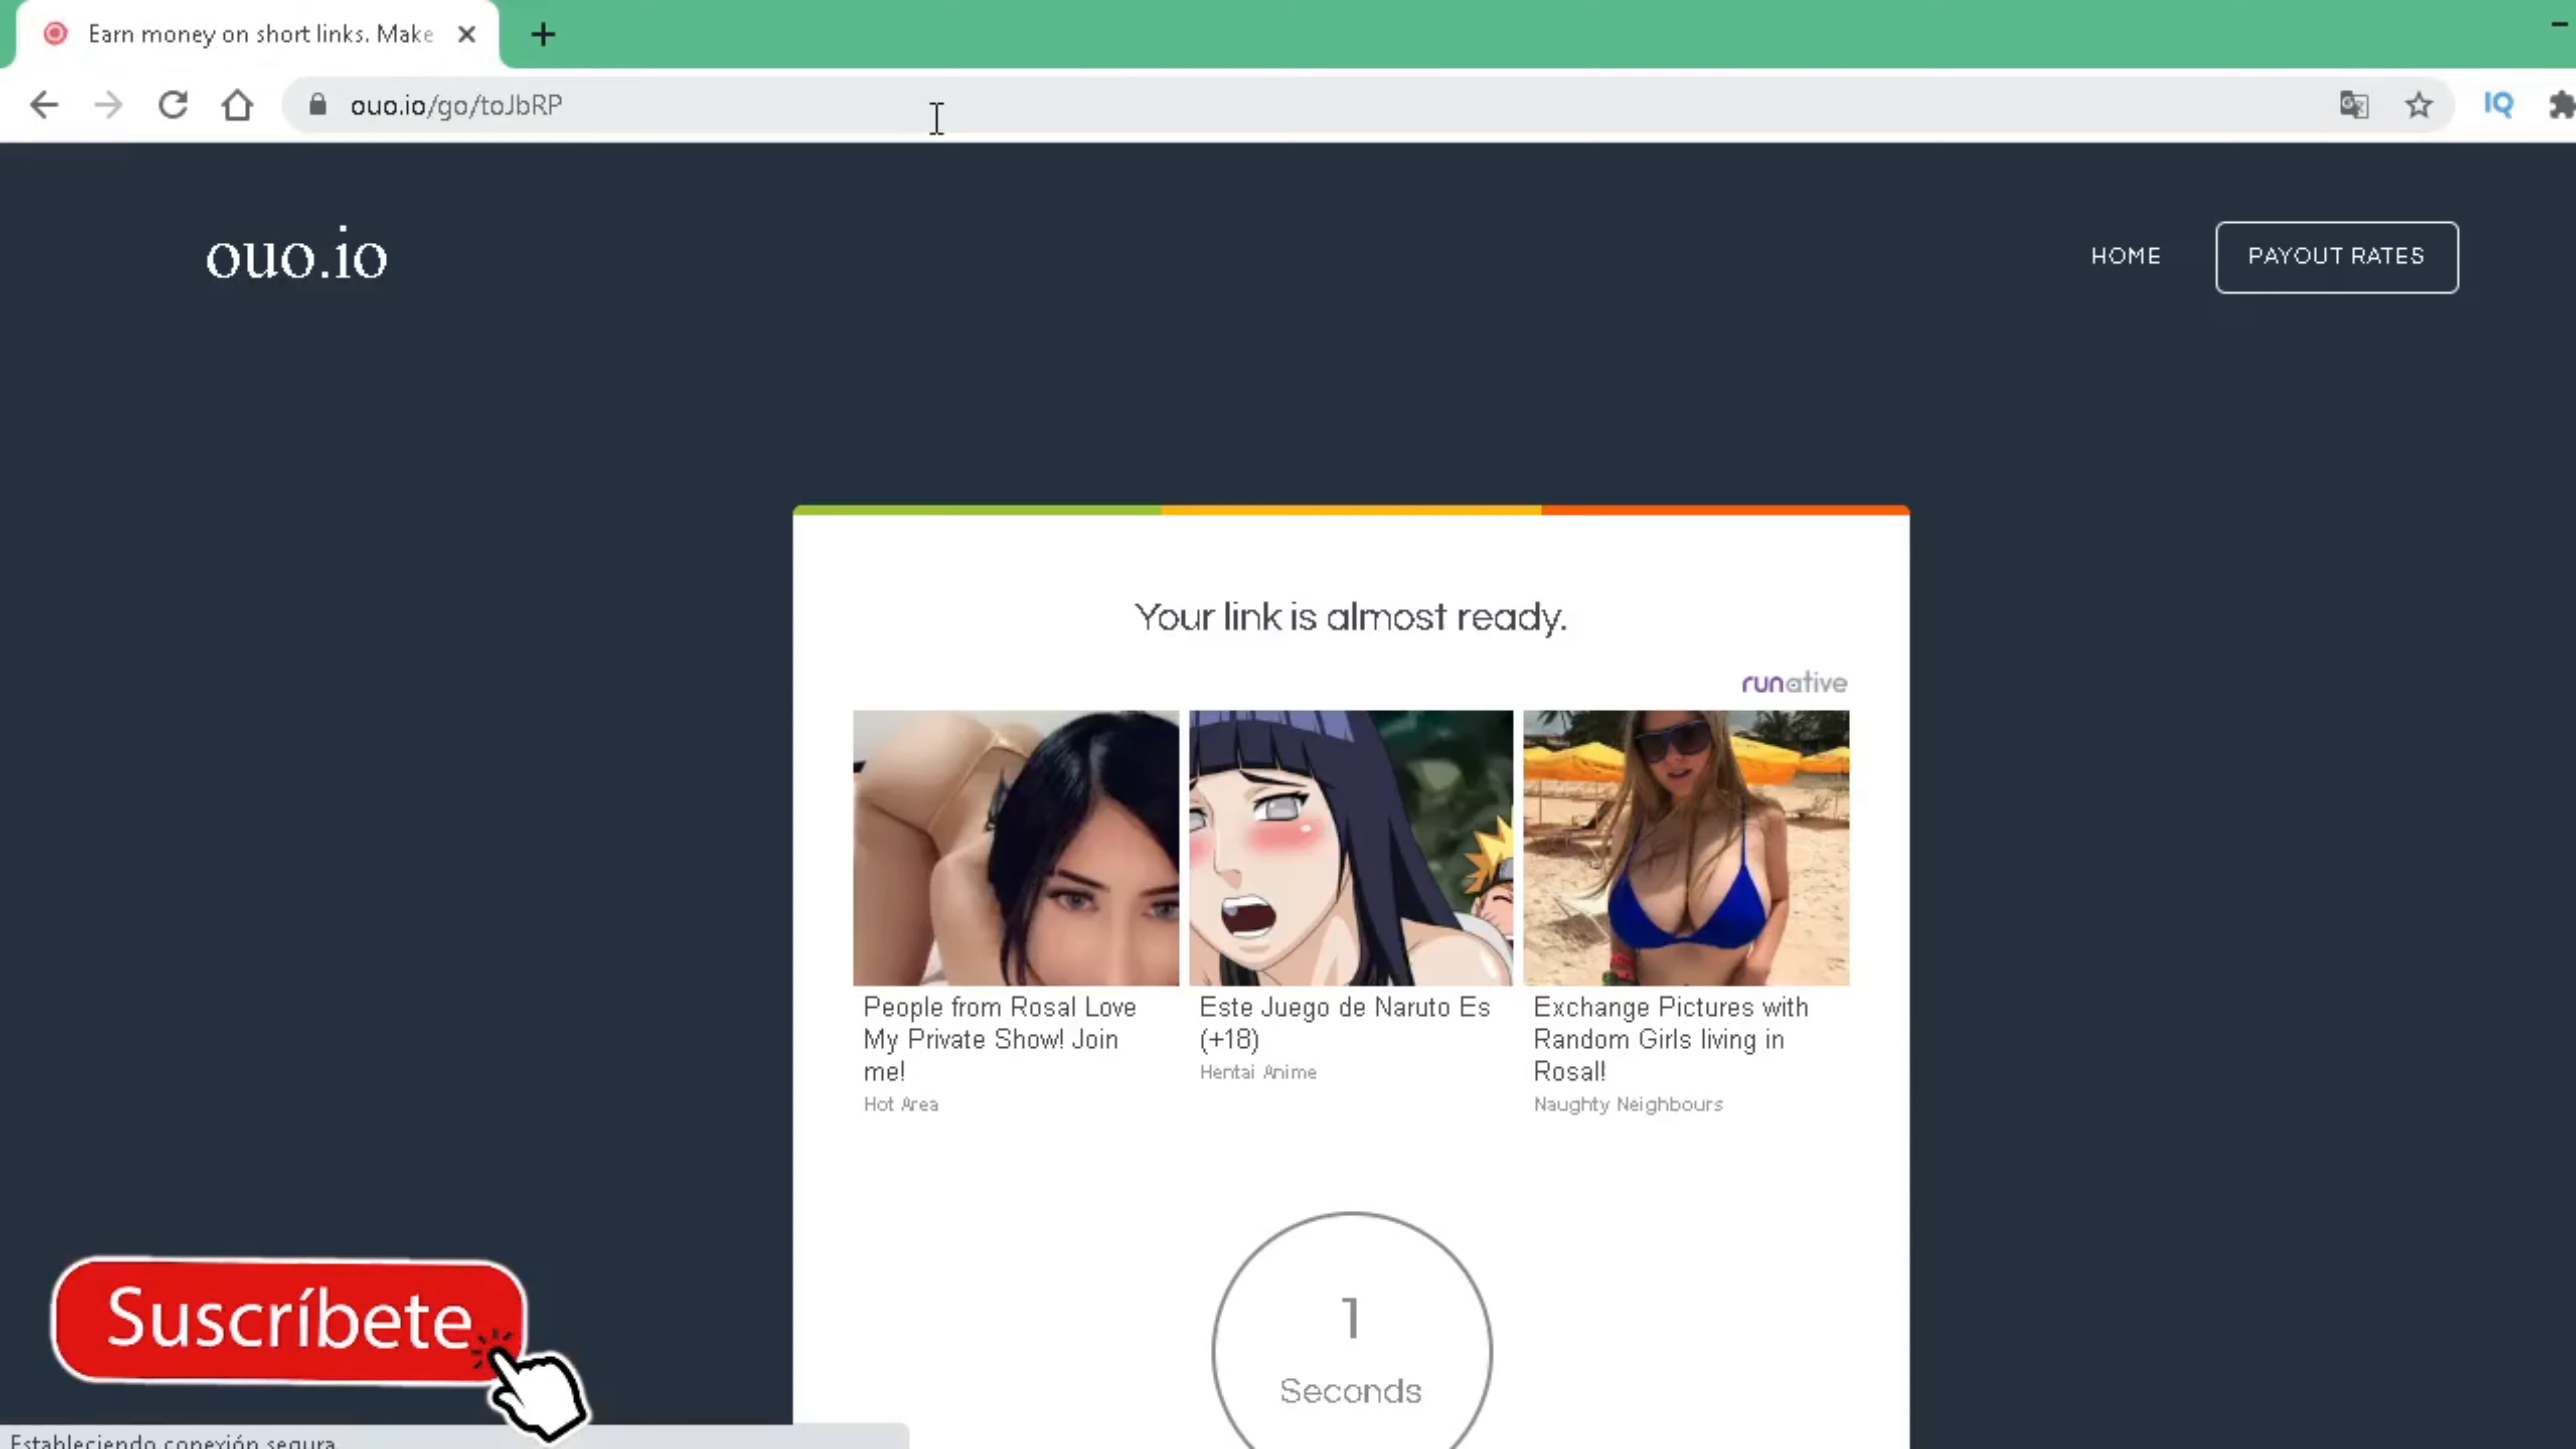 Earn money on short links. Make
ouo.io/go/toJbRP
IQ
ouo.io
HOME
PAYOUT RATES
Your link is almost ready.
runative
People from Rosal Love
My Private Show! Join
me!
Hot Area
Este Juego de Naruto Es
(+18)
Hentai Anime
Exchange Pictures with
Random Girls living in
Rosal!
Naughty Neighbours
1
Seconds
Suscríbete
Estableciendo conexión segura